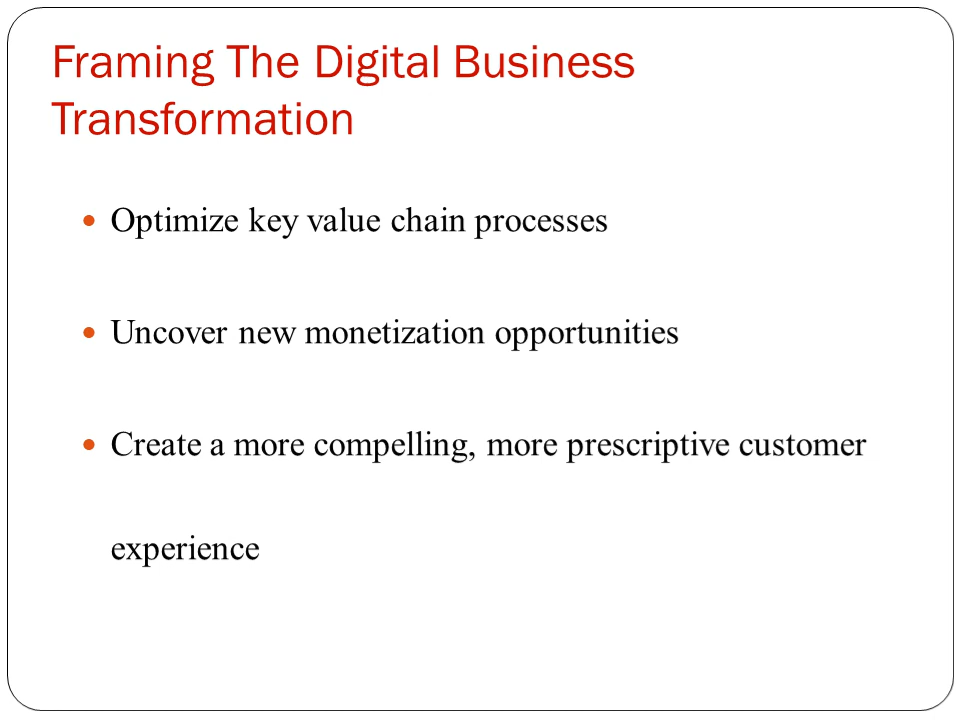 Framing The Digital Business
Transformation
• Optimize key value chain processes
• Uncover new monetization opportunities
• Create a more compelling, more prescriptive customer
experience